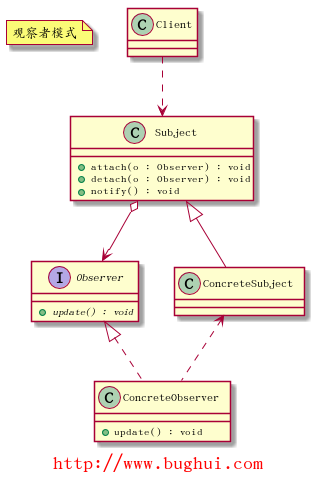 观察者模式
C Client
C Subject
attach(o : Observer) : void
detach(o : Observer) : void
notify() : void
I Observer
C ConcreteSubject
update() : void
C ConcreteObserver
update() : void
http://www.bughui.com